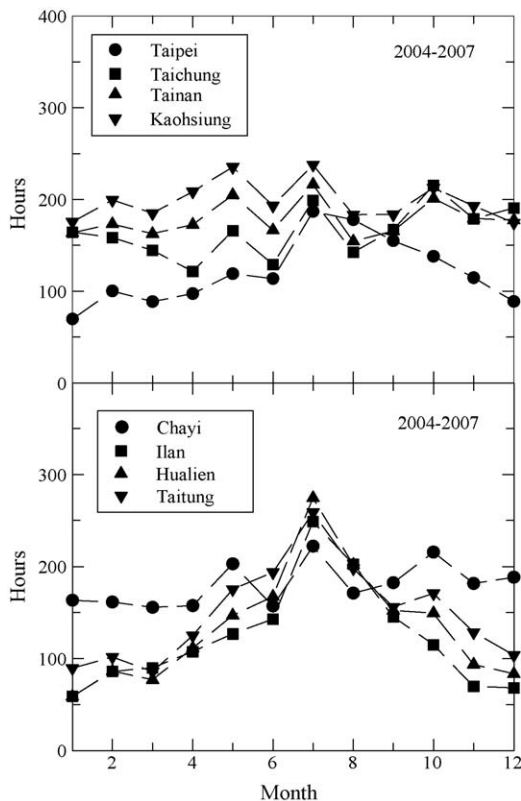 400
Taipei
2004-2007
Taichung
Tainan
300
Kaohsiung
Hours
200
100
0
Chayi
2004-2007
Ilan
Hualien
300
Taitung
Hours
200
100
0
2
4
6
8
10
12
Month